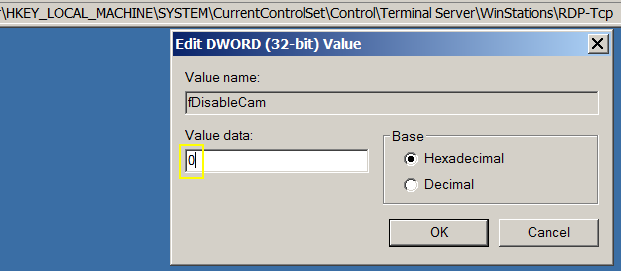 \HKEY_LOCAL_MACHINE\SYSTEM\CurrentControlSet\Control\Terminal Server\WinStations\RDP-Tcp
Edit DWORD (32-bit) Value
Value name:
fDisableCam
Value data:
0
Base
Hexadecimal
Decimal
OK
Cancel